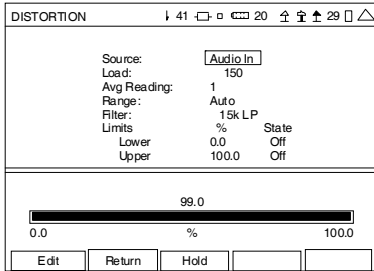 DISTORTION 41 20 29
Source: Audio In
Load: 150
Avg Reading: 1
Range: Auto
Filter: 15k LP
Limits % State
Lower 0.0 Off
Upper 100.0 Off
99.0
0.0 % 100.0
Edit Return Hold